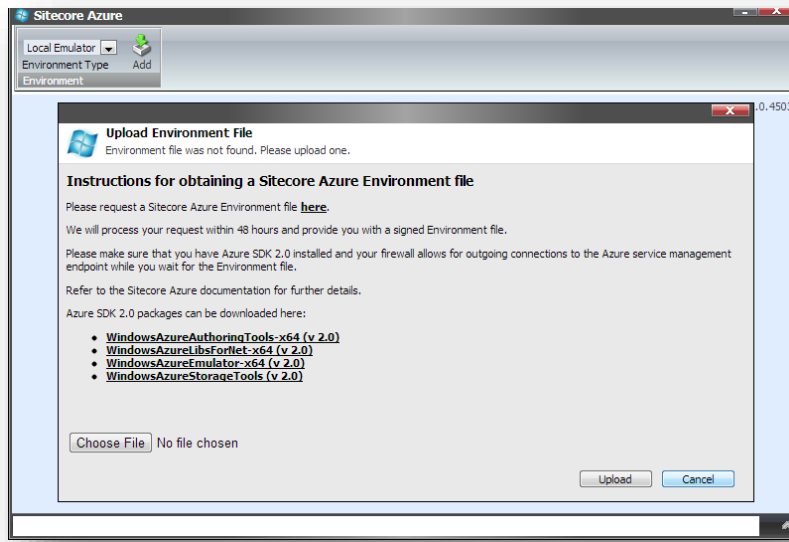 Sitecore Azure
Local Emulator
Environment Type Add
Environment
.0.4503
Upload Environment File
Environment file was not found. Please upload one.
Instructions for obtaining a Sitecore Azure Environment file
Please request a Sitecore Azure Environment file here.
We will process your request within 48 hours and provide you with a signed Environment file.
Please make sure that you have Azure SDK 2.0 installed and your firewall allows for outgoing connections to the Azure service management
endpoint while you wait for the Environment file.
Refer to the Sitecore Azure documentation for further details.
Azure SDK 2.0 packages can be downloaded here:
• WindowsAzureAuthoringTools-x64 (v 2.0)
• WindowsAzureLibsForNet-x64 (v 2.0)
• WindowsAzureEmulator-x64 (v 2.0)
• WindowsAzureStorageTools (v 2.0)
Choose File No file chosen
Upload Cancel